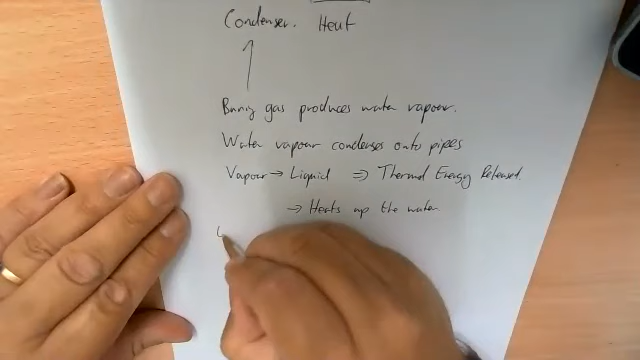 Condenser. Heat
Burning gas produces water vapour.
Water vapour condenses onto pipes
Vapour → Liquid ⇒ Thermal Energy Released.
→ Heats up the water